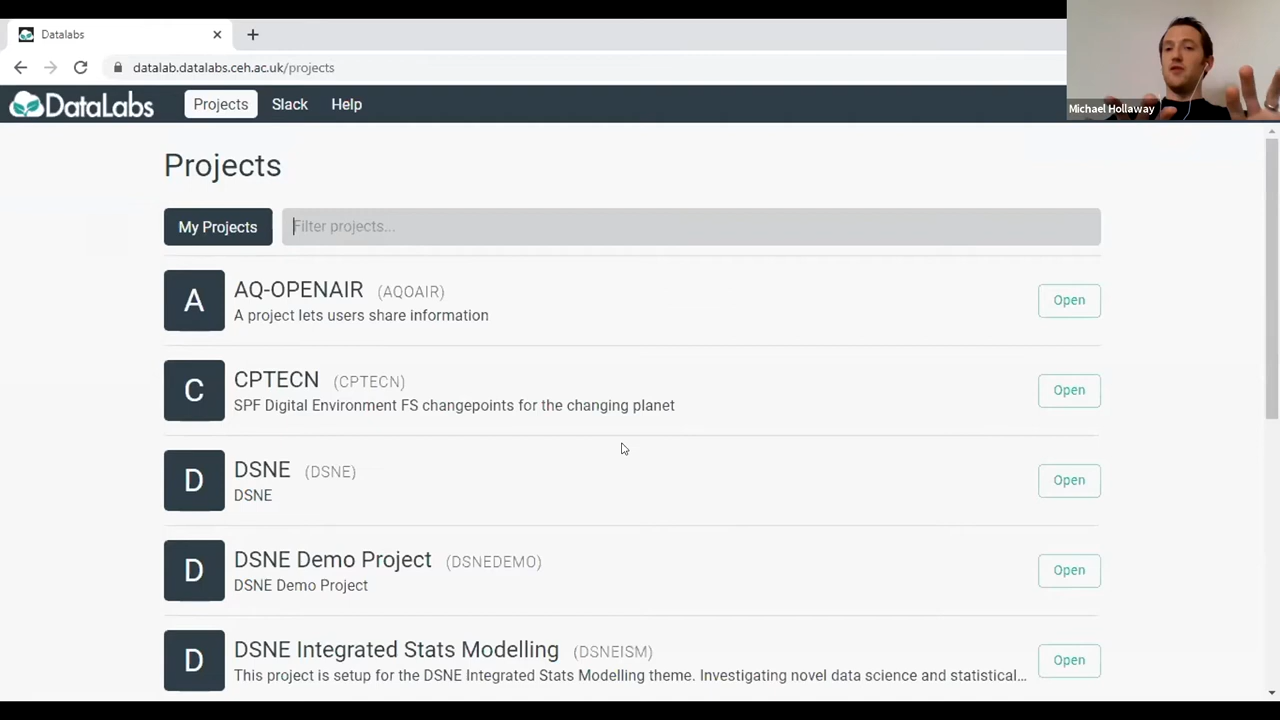 Datalabs
datalab.datalabs.ceh.ac.uk/projects
Michael Hollaway
DataLabs Projects Slack Help
Projects
My Projects Filter projects...
A AQ-OPENAIR (AQOAIR)
A project lets users share information
Open
C CPTECN (CPTECN)
SPF Digital Environment FS changepoints for the changing planet
Open
D DSNE (DSNE)
DSNE
Open
D DSNE Demo Project (DSNEDEMO)
DSNE Demo Project
Open
D DSNE Integrated Stats Modelling (DSNEISM)
This project is setup for the DSNE Integrated Stats Modelling theme. Investigating novel data science and statistical...
Open